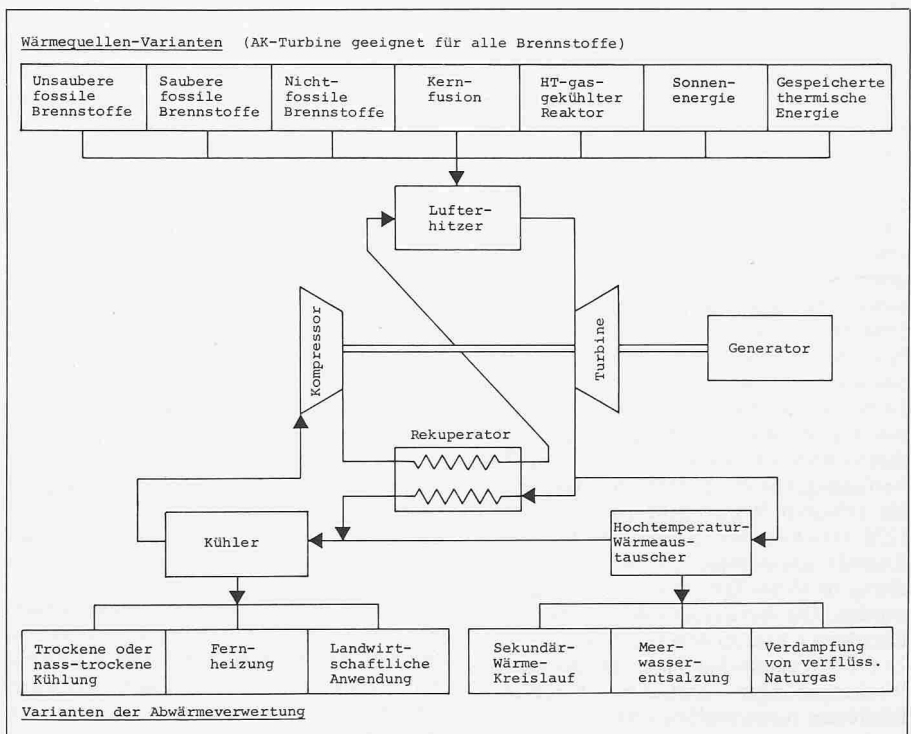 Wärmequellen-Varianten (AK-Turbine geeignet für alle Brennstoffe)
Unsaubere
fossile
Brennstoffe
Saubere
fossile
Brennstoffe
Nicht-
fossile
Brennstoffe
Kern-
fusion
HT-gas-
gekühlter
Reaktor
Sonnen-
energie
Gespeicherte
thermische
Energie
Lufter-
hitzer
Kompressor
Turbine
Generator
Rekuperator
Kühler
Hochtemperatur-
Wärmeaus-
tauscher
Trockene oder
nass-trockene
Kühlung
Fern-
heizung
Landwirt-
schaftliche
Anwendung
Sekundär-
Wärme-
Kreislauf
Meer-
wasser-
entsalzung
Verdampfung
von verflüss.
Naturgas
Varianten der Abwärmeverwertung